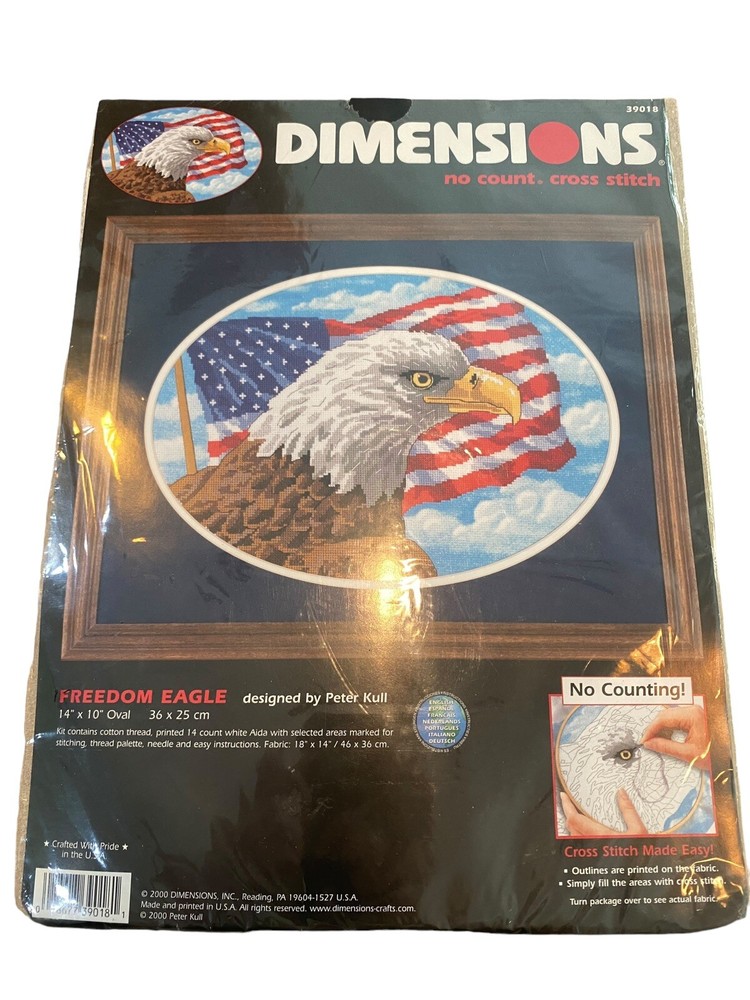 39018
DIMENSIONS®
no count® cross stitch
FREEDOM EAGLE designed by Peter Kull
14" x 10" Oval 36 x 25 cm
Kit contains cotton thread, printed 14 count white Aida with selected areas marked for
stitching, thread palette, needle and easy instructions. Fabric: 18" x 14" / 46 x 36 cm.
ENGLISH
ESPAÑOL
FRANÇAIS
NEDERLANDS
PORTUGUÊS
ITALIANO
DEUTSCH
No Counting!
Cross Stitch Made Easy!
• Outlines are printed on the fabric.
• Simply fill the areas with cross stitch.
Turn package over to see actual fabric.
★ Crafted With Pride ★
in the U.S.A.
39018 1
© 2000 DIMENSIONS, INC., Reading, PA 19604-1527 U.S.A.
Made and printed in U.S.A. All rights reserved. www.dimensions-crafts.com.
© 2000 Peter Kull